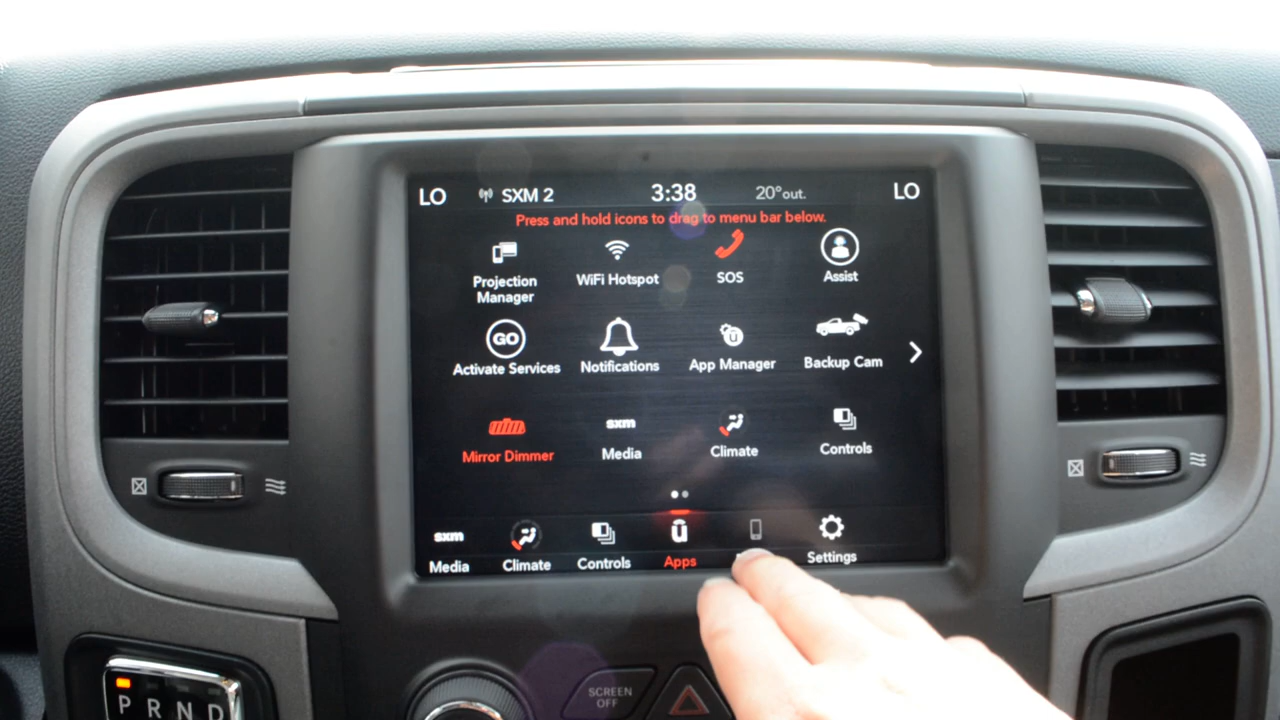 LO SXM 2 3:38 20° out. LO
Press and hold icons to drag to menu bar below.
Projection
Manager
WiFi Hotspot
SOS
Assist
GO
Activate Services
Notifications
App Manager
Backup Cam
Mirror Dimmer
sxm
Media
Climate
Controls
sxm
Media
Climate
Controls
Apps
Settings
SCREEN
OFF
P R N D